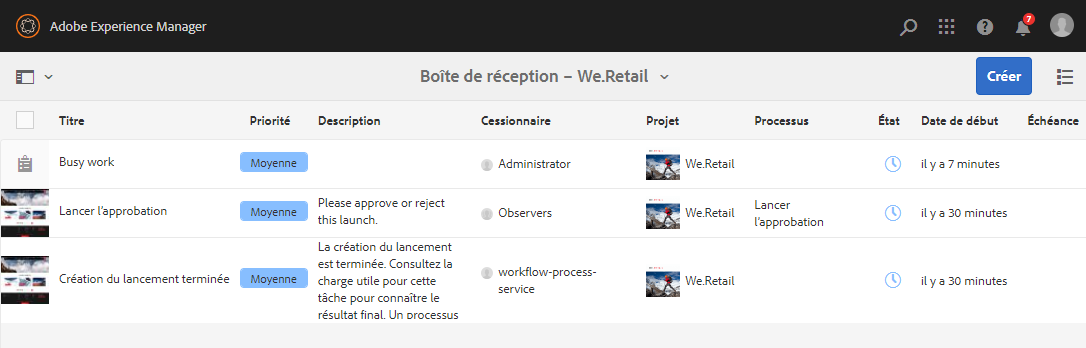 Adobe Experience Manager
7
Boîte de réception – We.Retail
Créer
Titre Priorité Description Cessionnaire Projet Processus État Date de début Échéance
Busy work Moyenne Administrator We.Retail il y a 7 minutes
Lancer l’approbation Moyenne Please approve or reject this launch. Observers We.Retail Lancer l’approbation il y a 30 minutes
Création du lancement terminée Moyenne La création du lancement est terminée. Consultez la charge utile pour cette tâche pour connaître le résultat final. Un processus workflow-process-service We.Retail il y a 30 minutes